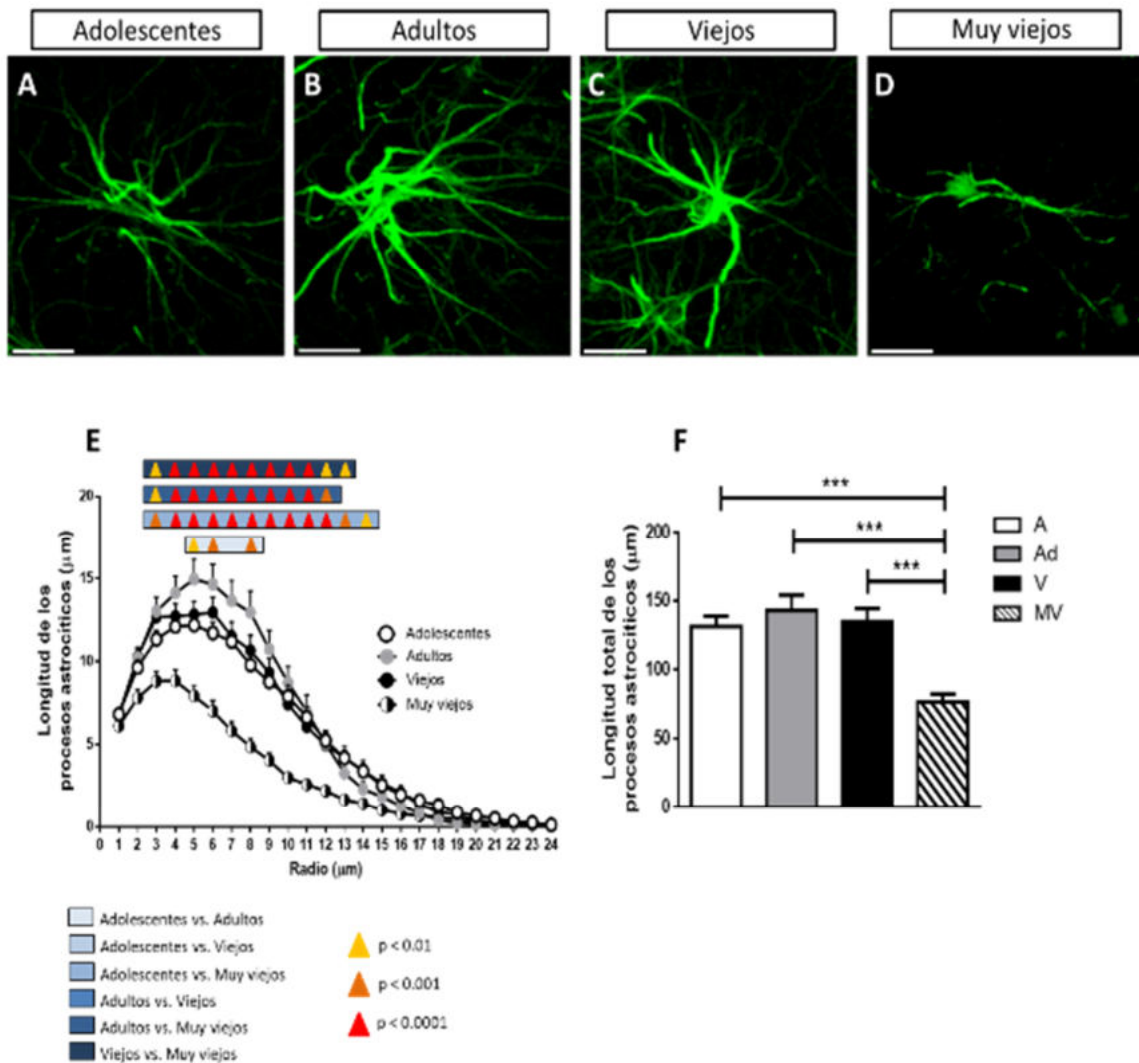 Adolescentes
Adultos
Viejos
Muy viejos
A
B
C
D
E
20
15
10
5
0
Longitud de los
procesos astrocíticos (μm)
Adolescentes
Adultos
Viejos
Muy viejos
0 1 2 3 4 5 6 7 8 9 10 11 12 13 14 15 16 17 18 19 20 21 22 23 24
Radio (μm)
Adolescentes vs. Adultos
Adolescentes vs. Viejos
Adolescentes vs. Muy viejos
Adultos vs. Viejos
Adultos vs. Muy viejos
Viejos vs. Muy viejos
p < 0.01
p < 0.001
p < 0.0001
F
***
***
***
200
150
100
50
0
Longitud total de los
procesos astrocíticos (μm)
A
Ad
V
MV